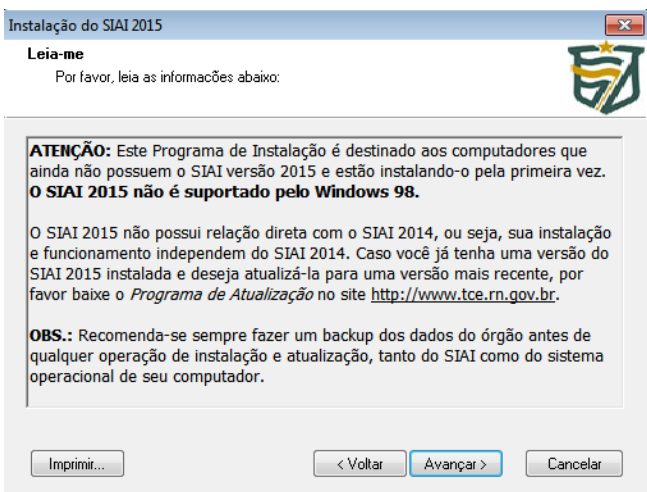 Instalação do SIAI 2015
Leia-me
Por favor, leia as informacões abaixo:
ATENÇÃO: Este Programa de Instalação é destinado aos computadores que
ainda não possuem o SIAI versão 2015 e estão instalando-o pela primeira vez.
O SIAI 2015 não é suportado pelo Windows 98.
O SIAI 2015 não possui relação direta com o SIAI 2014, ou seja, sua instalação
e funcionamento independem do SIAI 2014. Caso você já tenha uma versão do
SIAI 2015 instalada e deseja atualizá-la para uma versão mais recente, por
favor baixe o Programa de Atualização no site http://www.tce.rn.gov.br.
OBS.: Recomenda-se sempre fazer um backup dos dados do órgão antes de
qualquer operação de instalação e atualização, tanto do SIAI como do sistema
operacional de seu computador.
Imprimir... < Voltar Avançar > Cancelar